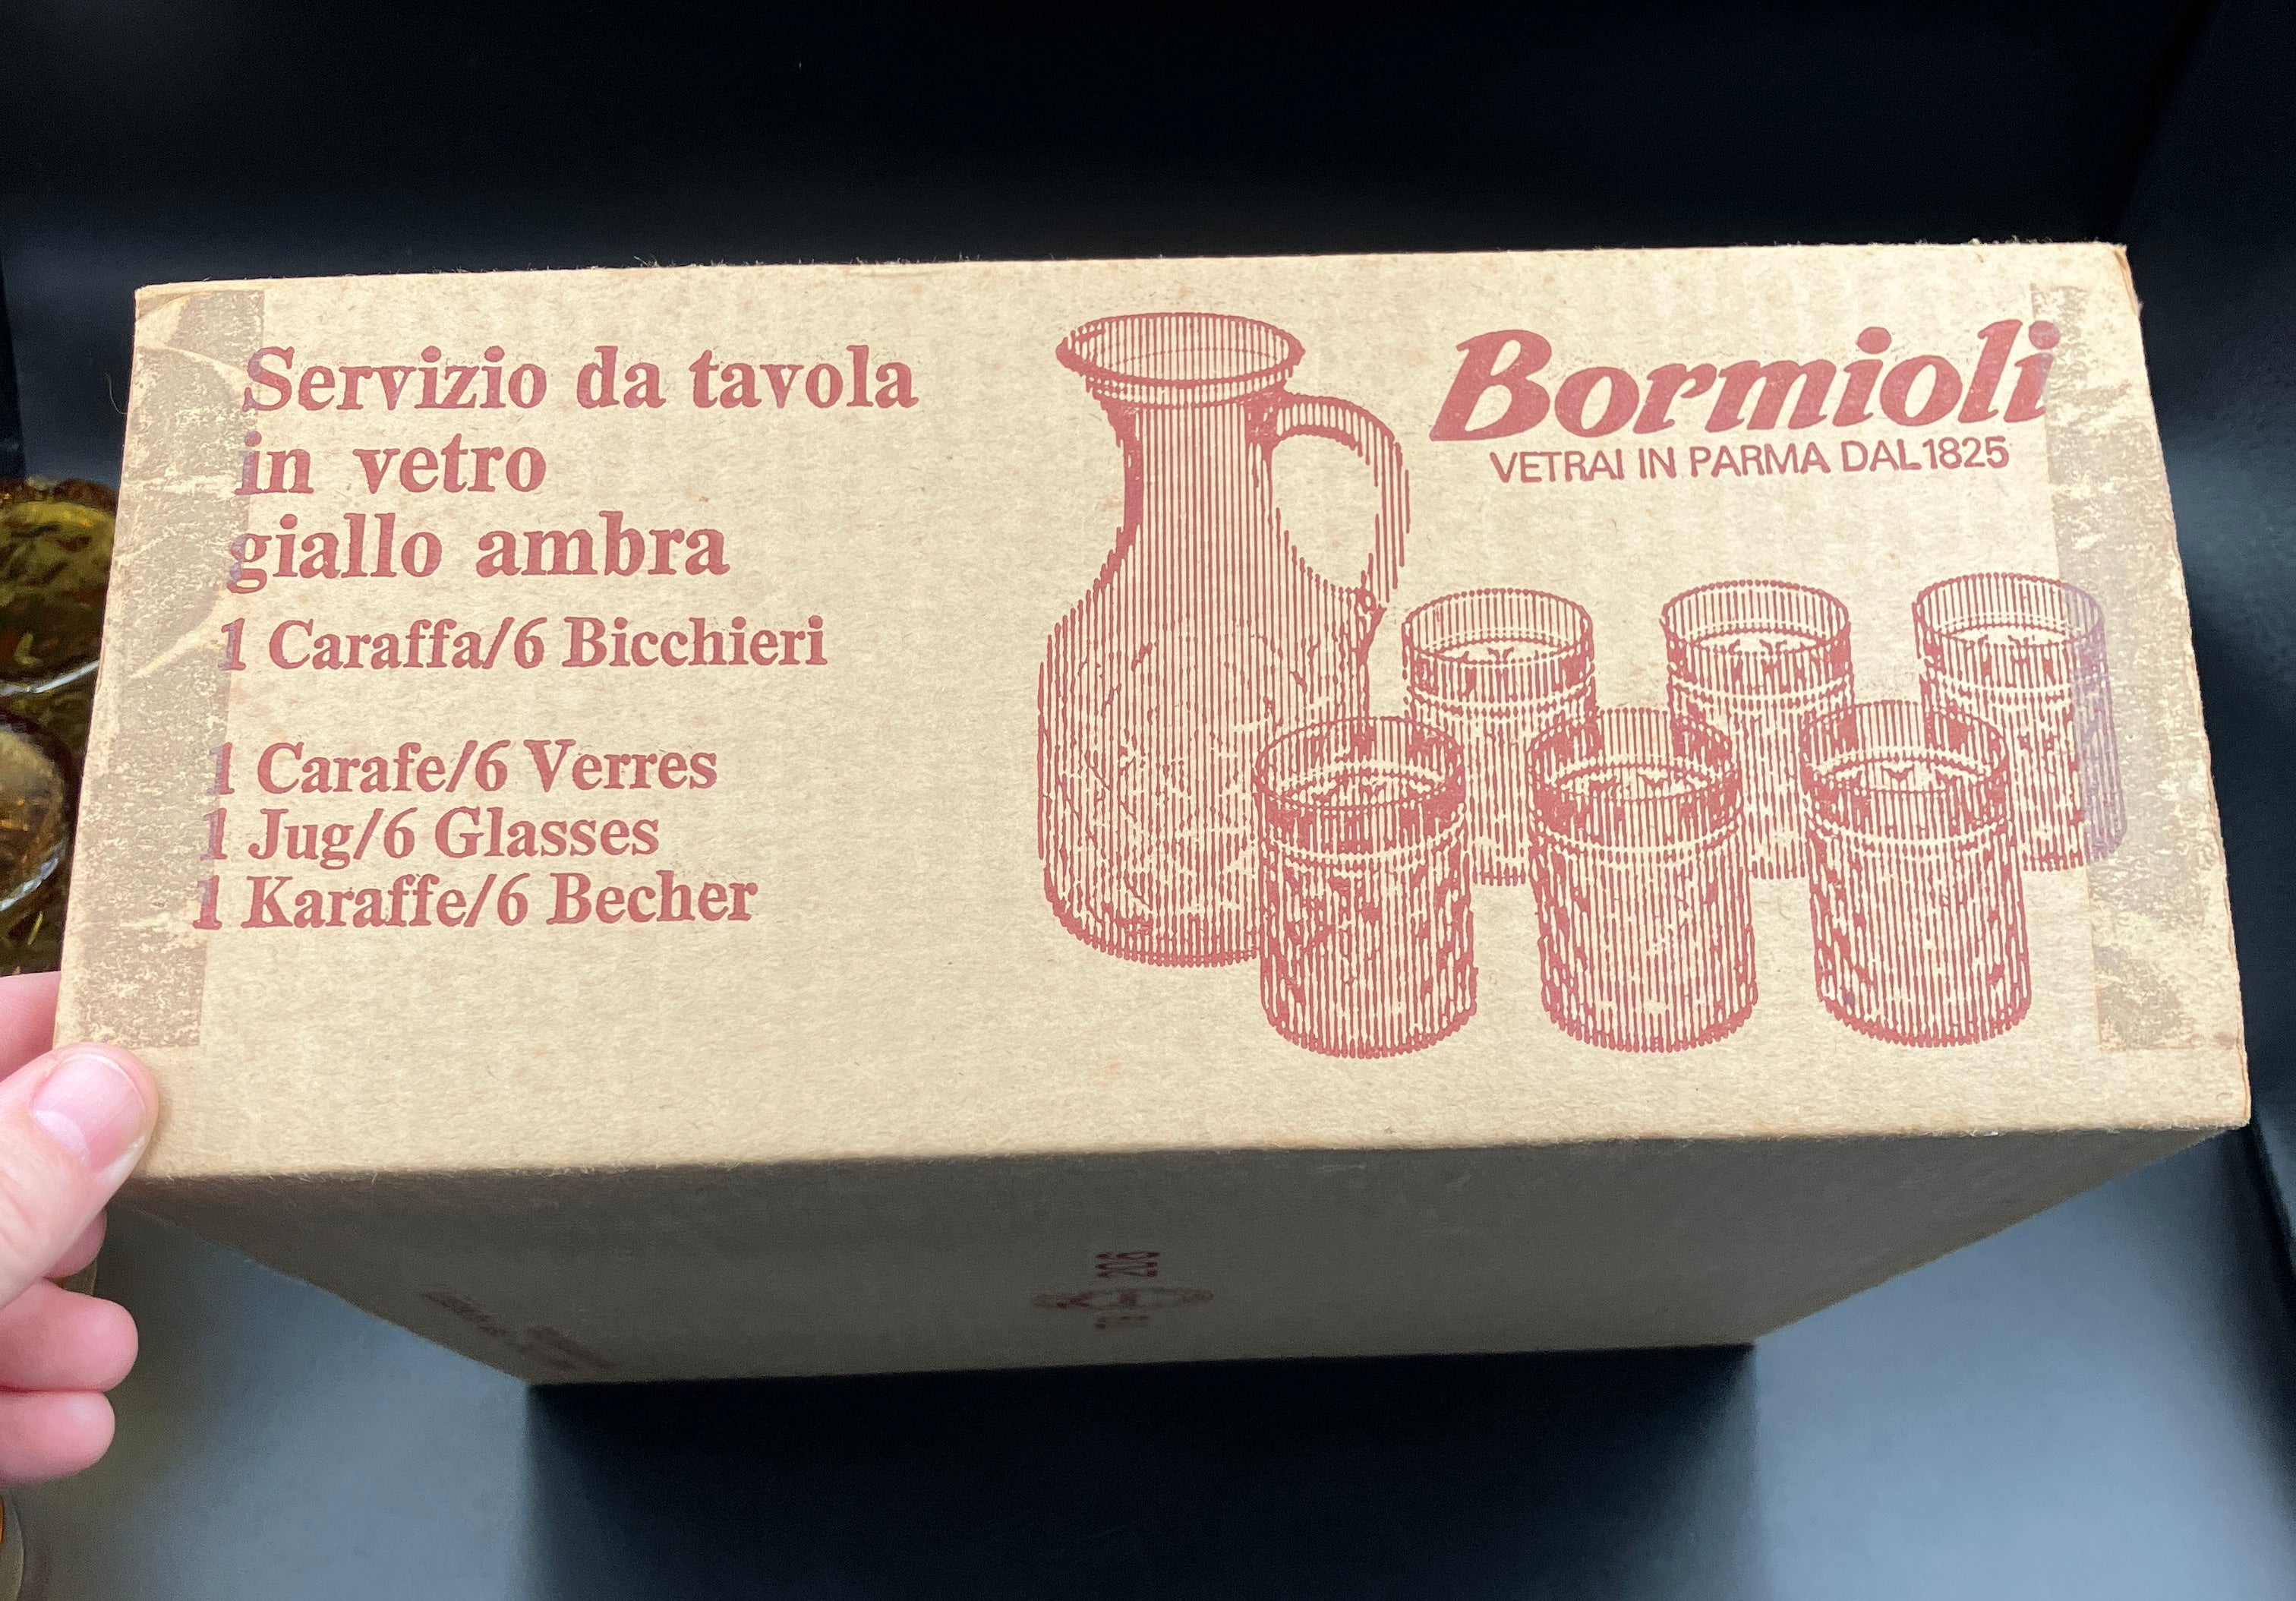 Servizio da tavola
in vetro
giallo ambra
1 Caraffa/6 Bicchieri
1 Carafe/6 Verres
1 Jug/6 Glasses
1 Karaffe/6 Becher
Bormioli
VETRAI IN PARMA DAL 1825
206